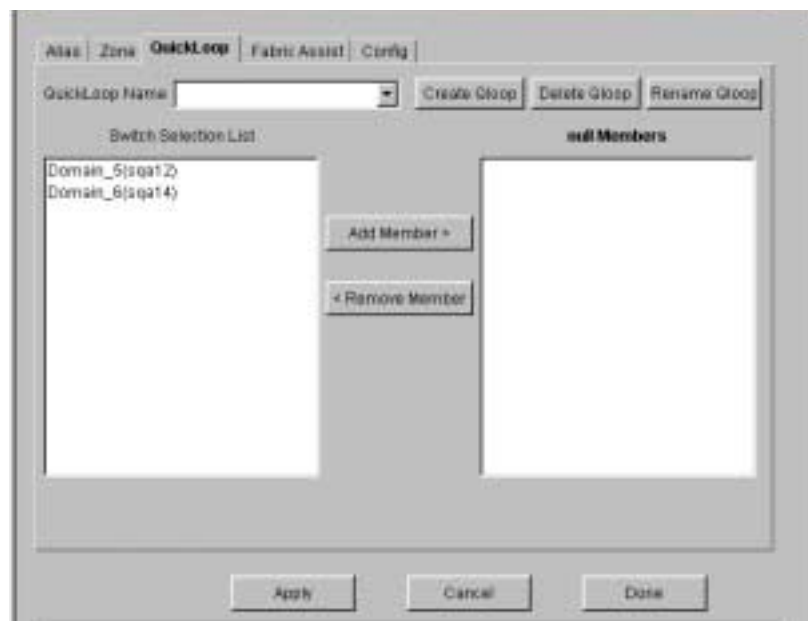 Alias Zone QuickLoop Fabric Assist Config
QuickLoop Name Create Qloop Delete Qloop Rename Qloop
Switch Selection List null Members
Domain_5(sqa12)
Domain_6(sqa14)
Add Member >
< Remove Member
Apply Cancel Done